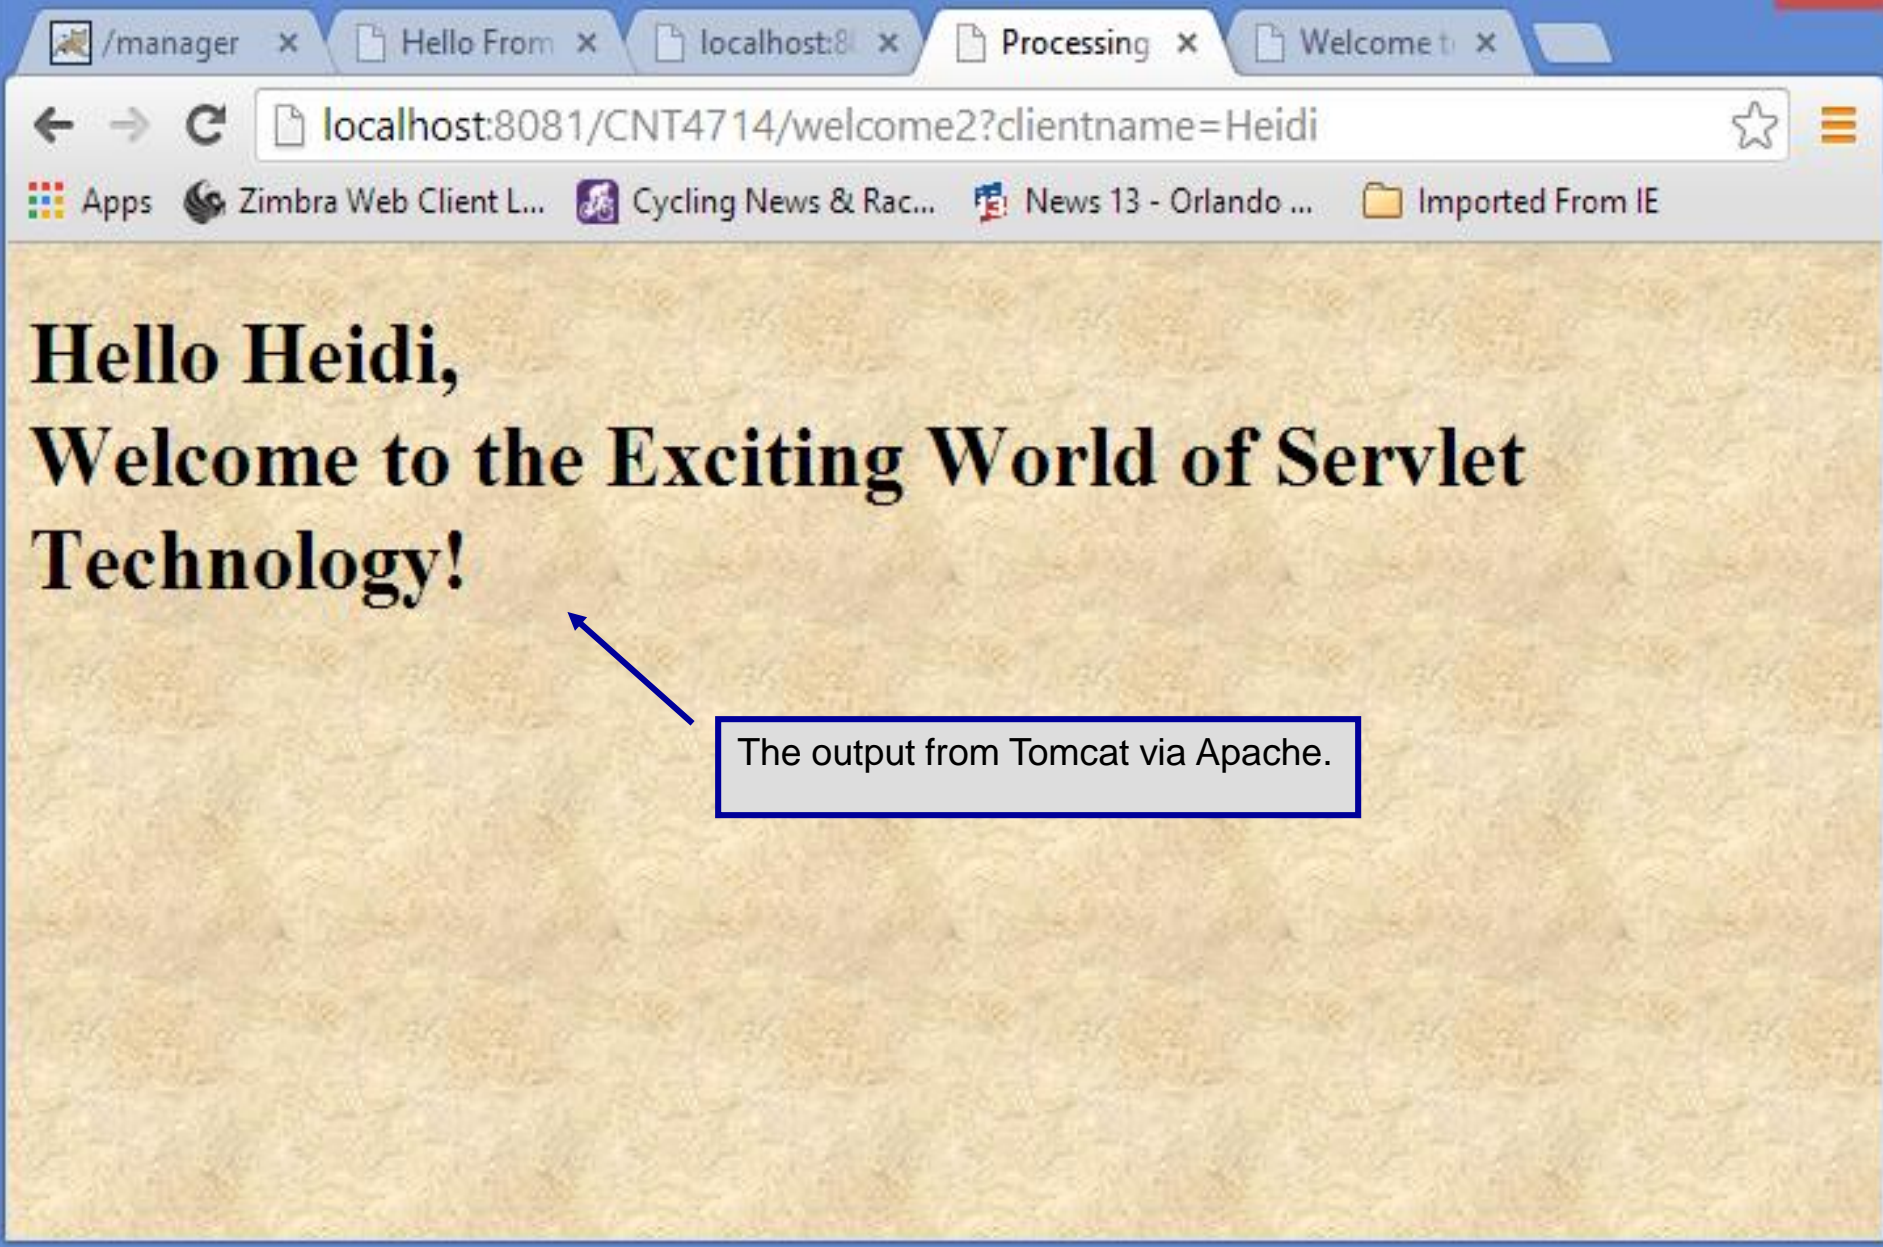 /manager
Hello From
localhost:8
Processing
Welcome t
localhost:8081/CNT4714/welcome2?clientname=Heidi
Apps
Zimbra Web Client L...
Cycling News & Rac...
News 13 - Orlando ...
Imported From IE
Hello Heidi,
Welcome to the Exciting World of Servlet
Technology!
The output from Tomcat via Apache.